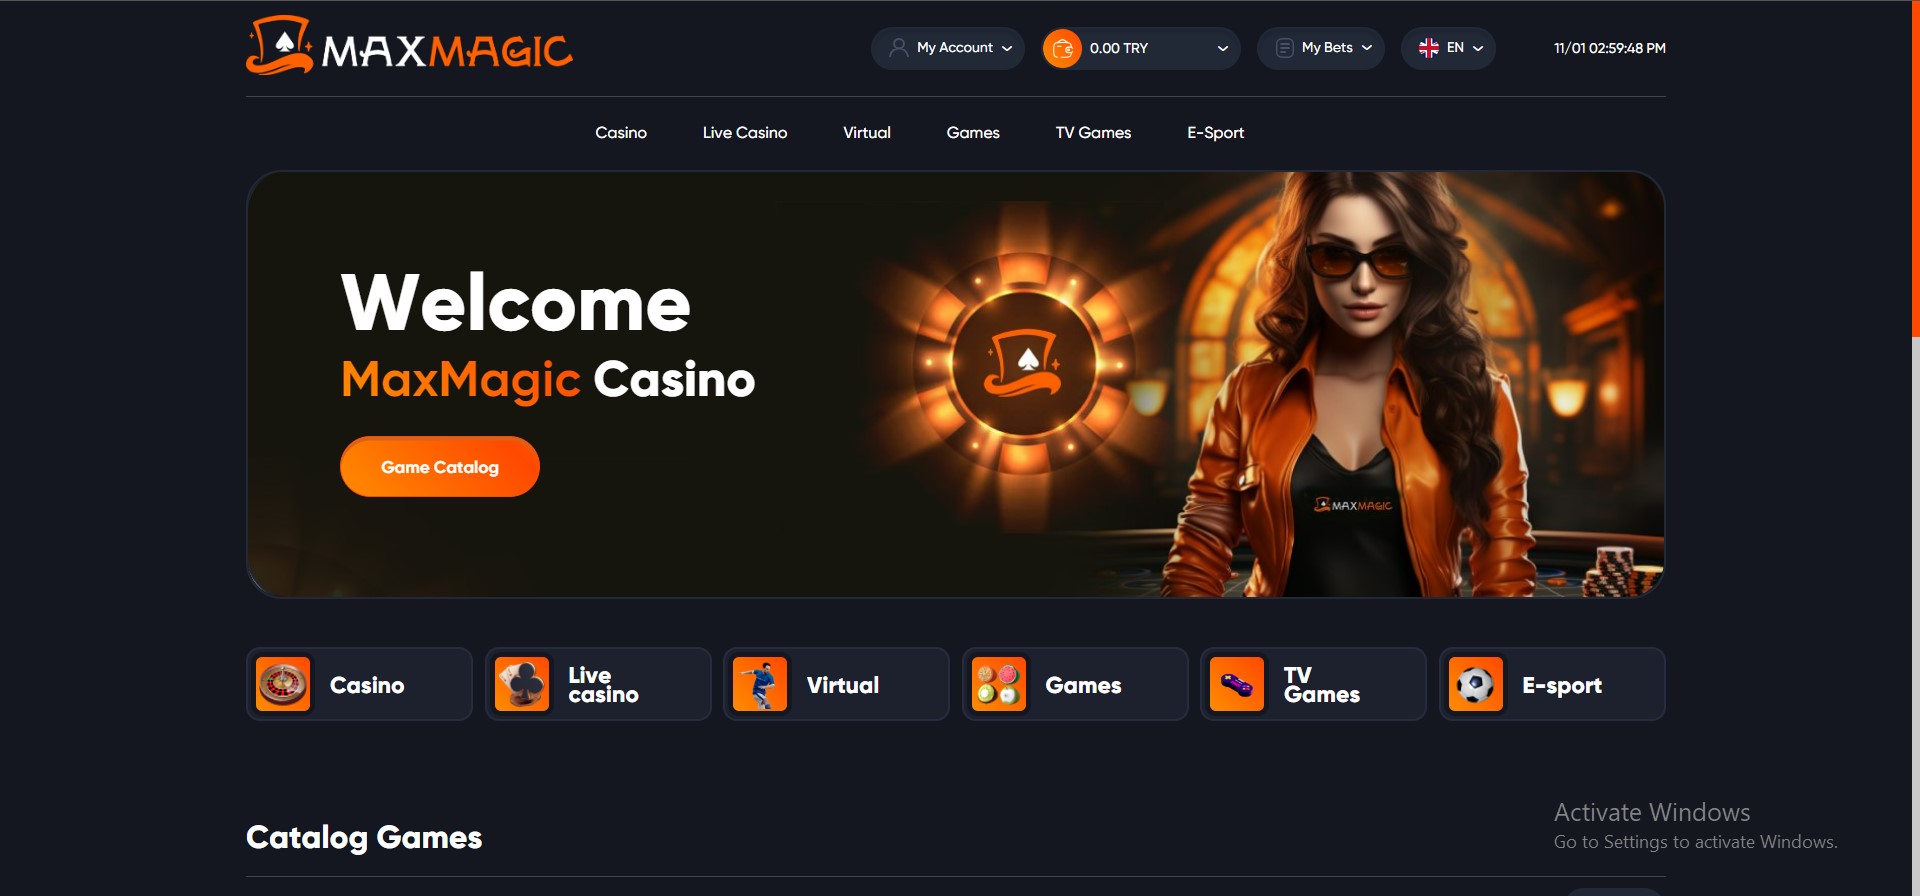 MAXMAGIC
My Account
0.00 TRY
My Bets
EN
11/01 02:59:48 PM
Casino
Live Casino
Virtual
Games
TV Games
E-Sport
Welcome
MaxMagic Casino
Game Catalog
MAXMAGIC
Casino
Live
casino
Virtual
Games
TV
Games
E-sport
Catalog Games
Activate Windows
Go to Settings to activate Windows.